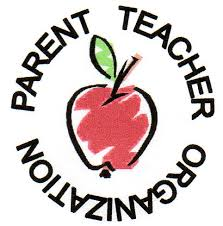 PARENT TEACHER ORGANIZATION